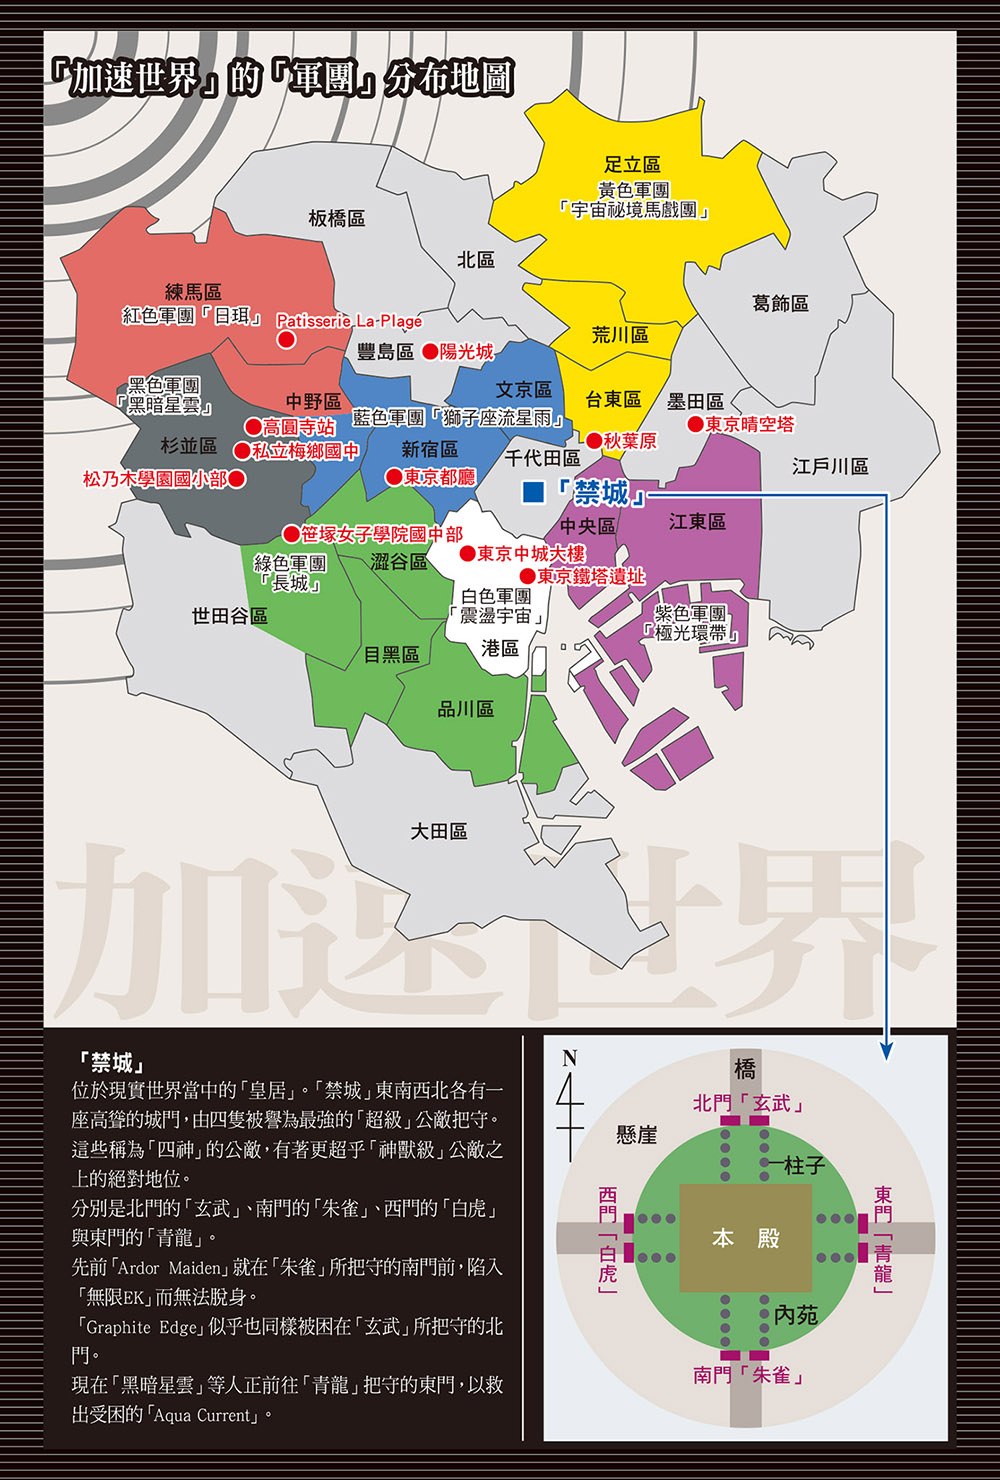 「加速世界」的「軍團」分布地圖
足立區
黃色軍團
「宇宙祕境馬戲團」
板橋區
北區
練馬區
紅色軍團「日珥」
Patisserie La Plage
葛飾區
荒川區
豐島區
陽光城
黑色軍團
「黑暗星雲」
中野區
文京區
台東區
墨田區
藍色軍團「獅子座流星雨」
高圓寺站
東京晴空塔
杉並區
私立梅鄉國中
新宿區
千代田區
秋葉原
江戶川區
松乃木學園國小部
東京都廳
「禁城」
中央區
江東區
笹塚女子學院國中部
綠色軍團
「長城」
澀谷區
東京中城大樓
東京鐵塔遺址
白色軍團
「震盪宇宙」
紫色軍團
「極光環帶」
世田谷區
目黑區
港區
品川區
大田區
加速世界
「禁城」
位於現實世界當中的「皇居」。「禁城」東南西北各有一
座高聳的城門，由四隻被譽為最強的「超級」公敵把守。
這些稱為「四神」的公敵，有著更超乎「神獸級」公敵之
上的絕對地位。
分別是北門的「玄武」、南門的「朱雀」、西門的「白虎」
與東門的「青龍」。
先前「Ardor Maiden」就在「朱雀」所把守的南門前，陷入
「無限EK」而無法脫身。
「Graphite Edge」似乎也同樣被困在「玄武」所把守的北
門。
現在「黑暗星雲」等人正前往「青龍」把守的東門，以救
出受困的「Aqua Current」。
N
橋
北門「玄武」
懸崖
柱子
西門「白虎」
本殿
東門「青龍」
內苑
南門「朱雀」